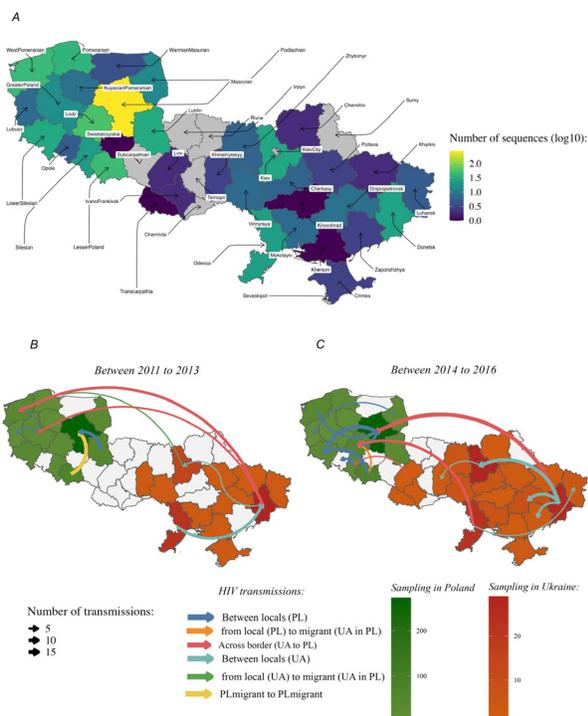 A
WestPomeranian
Pomeranian
WarmianMasurian
Podlachian
Zhytomyr
GreaterPoland
KuyavianPomeranian
Masovian
Volyn
Lublin
Chernihiv
Sumy
Lodz
Rivne
Lubusz
Swietokrzyskie
Poltava
Kharkiv
Subcarpathian
Lviv
Khmelnytskyy
KievCity
Opole
Kiev
LowerSilesian
IvanoFrankivsk
Ternopil
Cherkasy
Dnipropetrovsk
Luhansk
Silesian
LesserPoland
Chernivtsi
Vinnytsya
Kirovohrad
Donetsk
Odessa
Mykolayiv
Transcarpathia
Kherson
Zaporizhzhya
Sevastopol
Crimea
Number of sequences (log10):
2.0
1.5
1.0
0.5
0.0
B
Between 2011 to 2013
C
Between 2014 to 2016
Number of transmissions:
5
10
15
HIV transmissions:
Between locals (PL)
from local (PL) to migrant (UA in PL)
Across border (UA to PL)
Between locals (UA)
from local (UA) to migrant (UA in PL)
PLmigrant to PLmigrant
Sampling in Poland
200
100
Sampling in Ukraine:
20
10